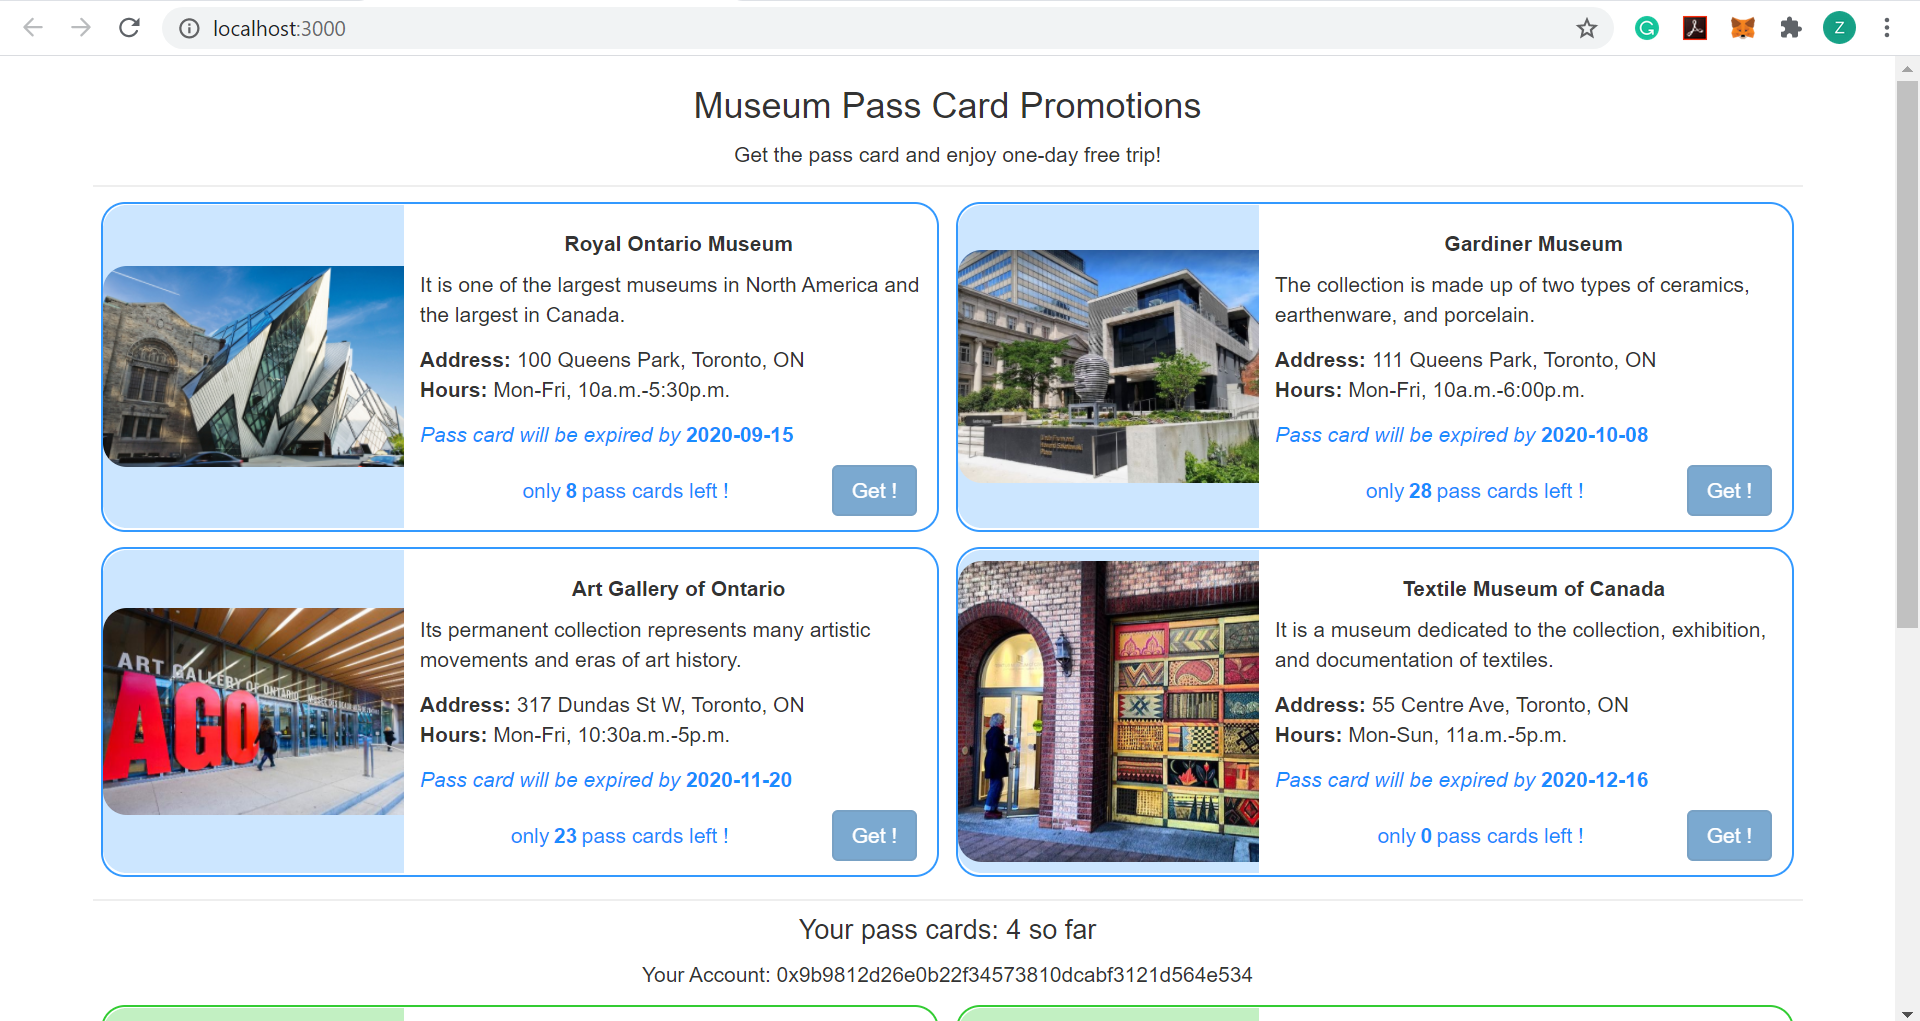 localhost:3000
Z
Museum Pass Card Promotions
Get the pass card and enjoy one-day free trip!
Royal Ontario Museum
It is one of the largest museums in North America and
the largest in Canada.
Address: 100 Queens Park, Toronto, ON
Hours: Mon-Fri, 10a.m.-5:30p.m.
Pass card will be expired by 2020-09-15
only 8 pass cards left !
Get !
Gardiner Museum
The collection is made up of two types of ceramics,
earthenware, and porcelain.
Address: 111 Queens Park, Toronto, ON
Hours: Mon-Fri, 10a.m.-6:00p.m.
Pass card will be expired by 2020-10-08
only 28 pass cards left !
Get !
ART GALLERY OF ONTARIO
AGO
Art Gallery of Ontario
Its permanent collection represents many artistic
movements and eras of art history.
Address: 317 Dundas St W, Toronto, ON
Hours: Mon-Fri, 10:30a.m.-5p.m.
Pass card will be expired by 2020-11-20
only 23 pass cards left !
Get !
Textile Museum of Canada
It is a museum dedicated to the collection, exhibition,
and documentation of textiles.
Address: 55 Centre Ave, Toronto, ON
Hours: Mon-Sun, 11a.m.-5p.m.
Pass card will be expired by 2020-12-16
only 0 pass cards left !
Get !
Your pass cards: 4 so far
Your Account: 0x9b9812d26e0b22f34573810dcabf3121d564e534